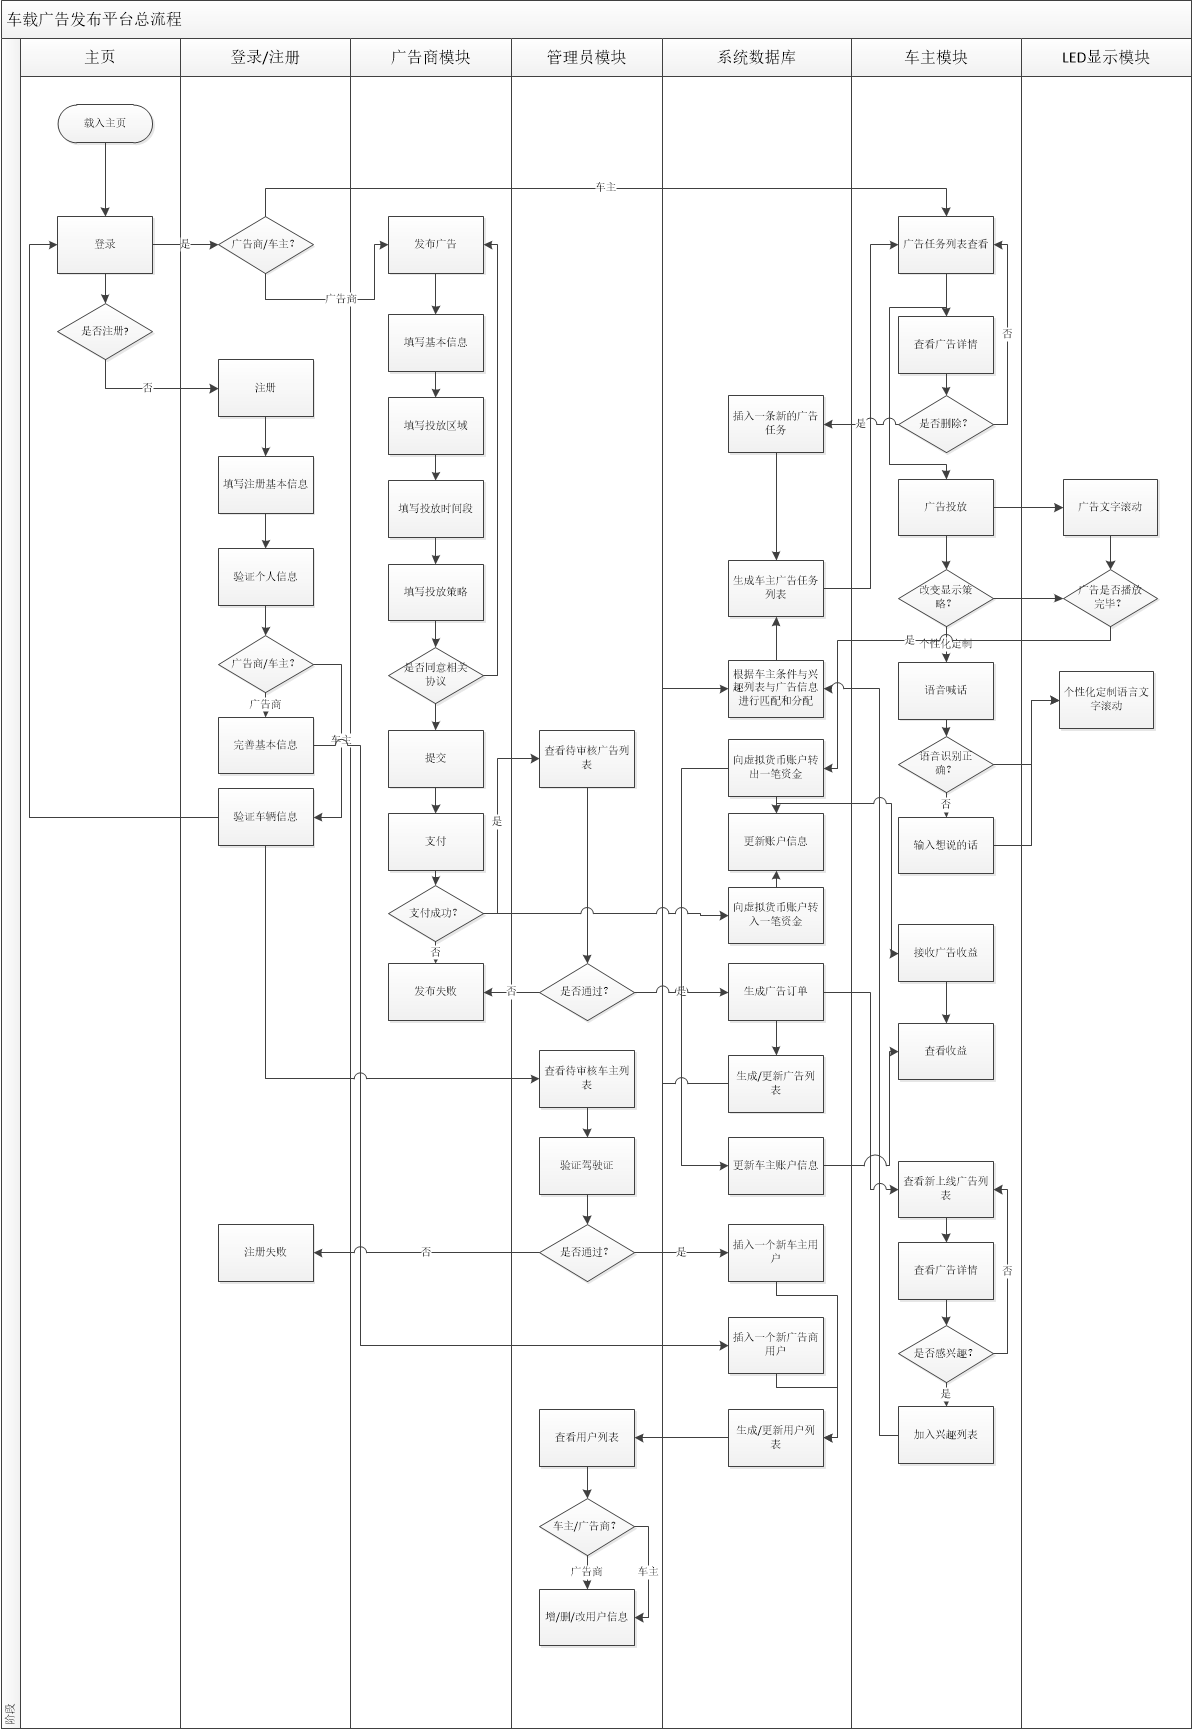 车载广告发布平台总流程
主页
登录/注册
广告商模块
管理员模块
系统数据库
车主模块
LED显示模块
载入主页
登录
是
是否注册?
否
广告商/车主?
车主
广告商
注册
填写注册基本信息
验证个人信息
广告商/车主?
广告商
车主
完善基本信息
验证车辆信息
注册失败
发布广告
填写基本信息
填写投放区域
填写投放时间段
填写投放策略
是否同意相关
协议
提交
支付
支付成功?
是
否
发布失败
查看待审核广告列
表
是否通过?
否
是
查看待审核车主列
表
验证驾驶证
是否通过?
否
是
查看用户列表
车主/广告商?
广告商
车主
增/删/改用户信息
插入一条新的广告
任务
生成车主广告任务
列表
根据车主条件与兴
趣列表与广告信息
进行匹配和分配
向虚拟货币账户转
出一笔资金
更新账户信息
向虚拟货币账户转
入一笔资金
生成广告订单
生成/更新广告列
表
更新车主账户信息
插入一个新车主用
户
插入一个新广告商
用户
生成/更新用户列
表
广告任务列表查看
查看广告详情
否
是否删除?
是
广告投放
改变显示策
略?
是
个性化定制
语音喊话
语音识别正
确?
否
输入想说的话
接收广告收益
查看收益
查看新上线广告列
表
查看广告详情
否
是否感兴趣?
是
加入兴趣列表
广告文字滚动
广告是否播放
完毕?
个性化定制语言文
字滚动
阶段